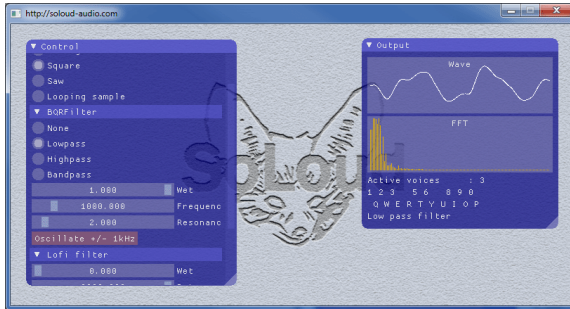 http://soloud-audio.com
Control
Square
Saw
Looping sample
BQRFilter
None
Lowpass
Highpass
Bandpass
1.000 Wet
1000.800 Frequenc
2.000 Resonanc
Oscillate +/- 1kHz
Lofi filter
0.000 Wet
SoLoud
Output
Wave
FFT
Active voices : 3
1 2 3 5 6 8 9 0
Q W E R T Y U I O P
Low pass filter